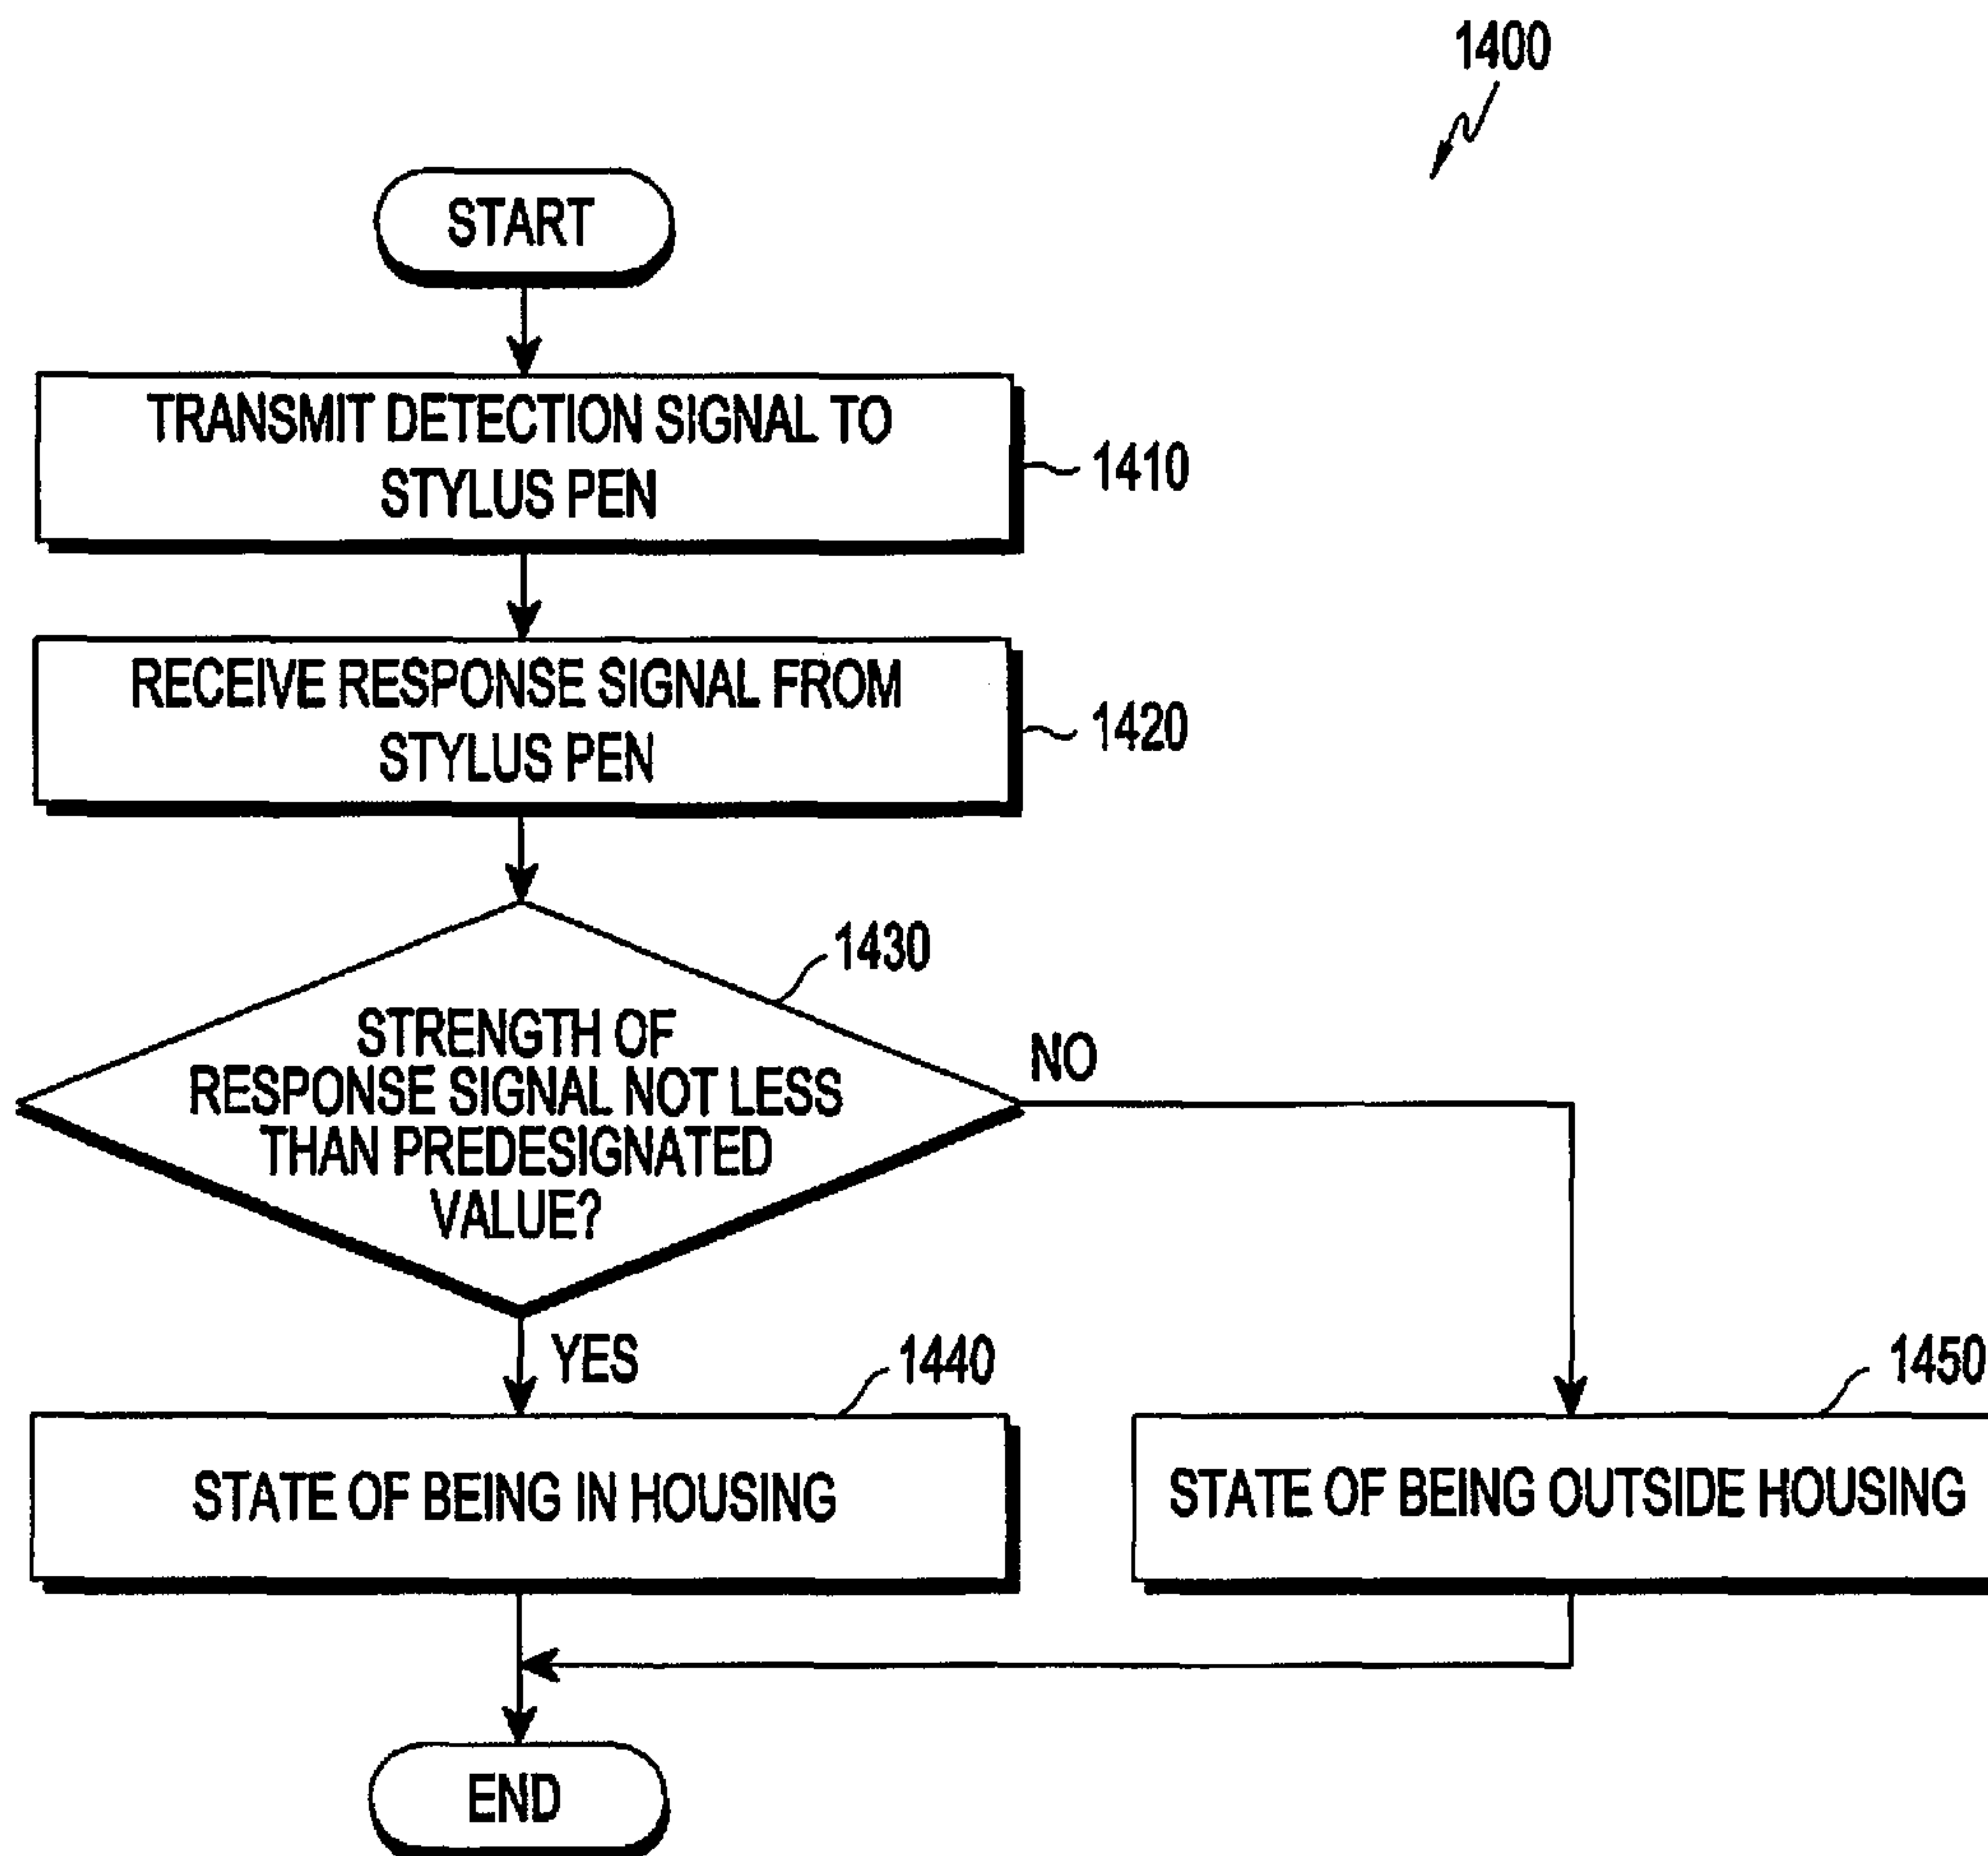 1400
START
TRANSMIT DETECTION SIGNAL TO
STYLUS PEN
1410
RECEIVE RESPONSE SIGNAL FROM
STYLUS PEN
1420
1430
STRENGTH OF
RESPONSE SIGNAL NOT LESS
THAN PREDESIGNATED
VALUE?
NO
YES
1440
STATE OF BEING IN HOUSING
1450
STATE OF BEING OUTSIDE HOUSING
END